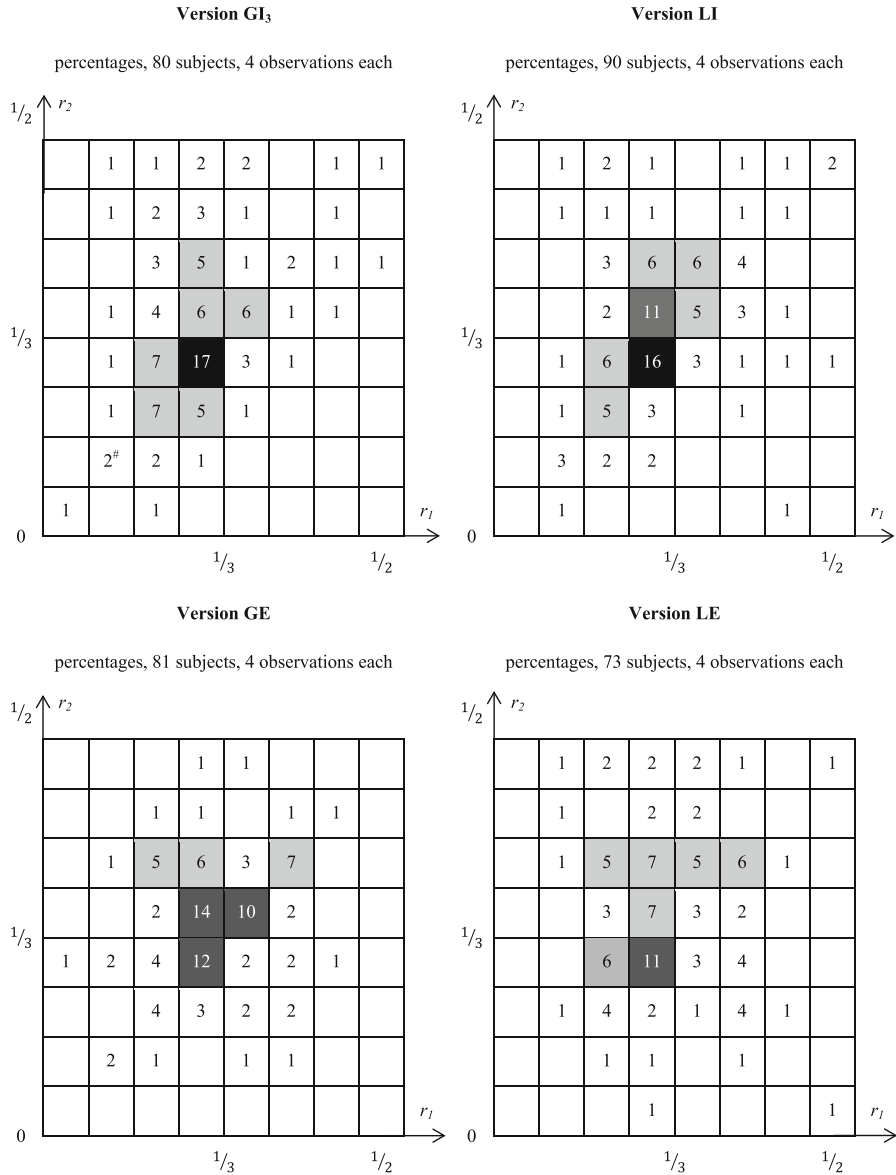 Version GI₃
percentages, 80 subjects, 4 observations each
1/2 r₂
1 1 2 2 1 1
1 2 3 1 1
3 5 1 2 1 1
1 4 6 6 1 1
1/3
1 7 17 3 1
1 7 5 1
2# 2 1
1 1 r₁
0
1/3 1/2
Version LI
percentages, 90 subjects, 4 observations each
1/2 r₂
1 2 1 1 1 2
1 1 1 1 1
3 6 6 4
2 11 5 3 1
1/3
1 6 16 3 1 1 1
1 5 3 1
3 2 2
1 1 r₁
0
1/3 1/2
Version GE
percentages, 81 subjects, 4 observations each
1/2 r₂
1 1
1 1 1 1
1 5 6 3 7
2 14 10 2
1/3
1 2 4 12 2 2 1
4 3 2 2
2 1 1 1
r₁
0
1/3 1/2
Version LE
percentages, 73 subjects, 4 observations each
1/2 r₂
1 2 2 2 1 1
1 2 2
1 5 7 5 6 1
3 7 3 2
1/3
6 11 3 4
1 4 2 1 4 1
1 1 1
1 1 r₁
0
1/3 1/2